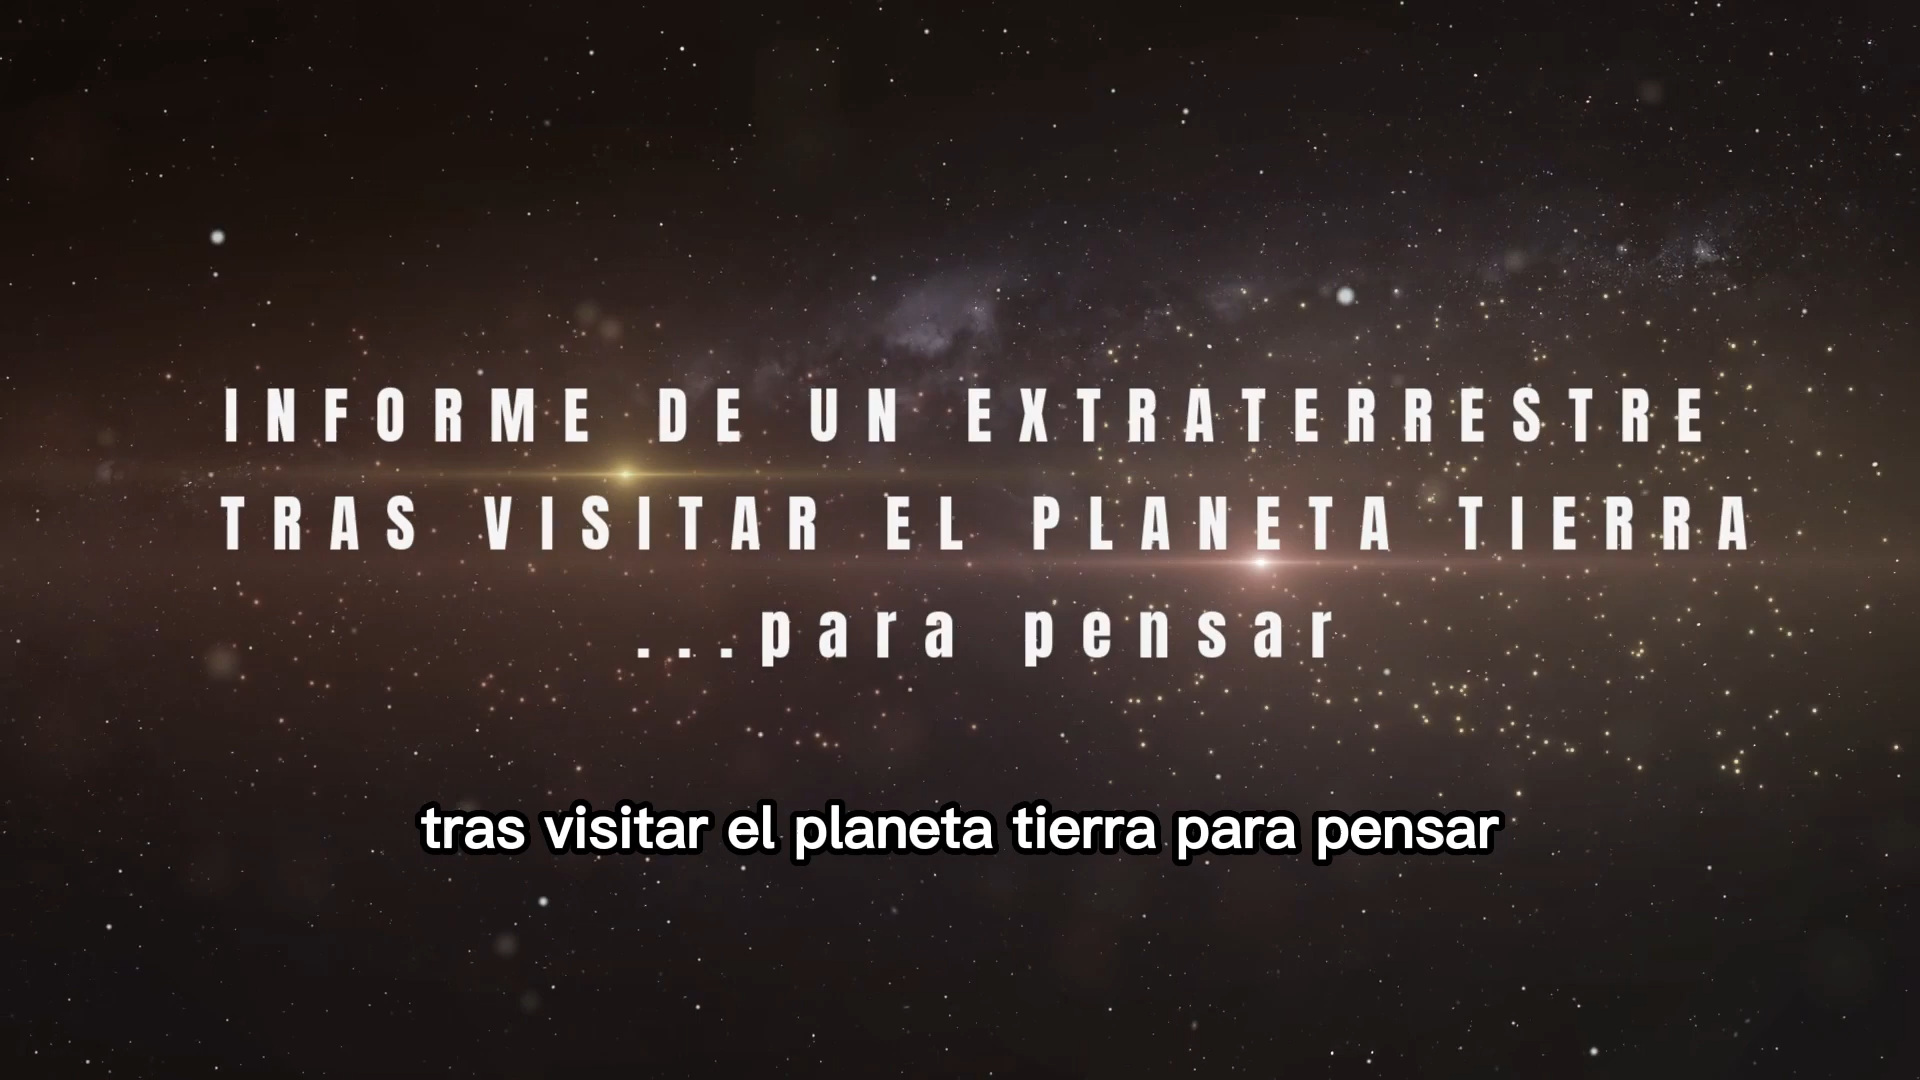 INFORME DE UN EXTRATERRESTRE
TRAS VISITAR EL PLANETA TIERRA
...para pensar
tras visitar el planeta tierra para pensar